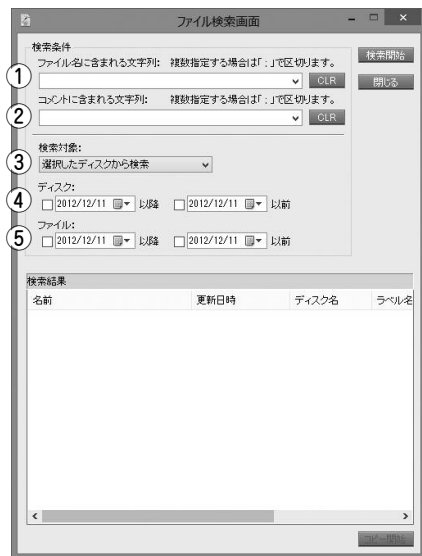 ファイル検索画面
検索条件
ファイル名に含まれる文字列: 複数指定する場合は「;」で区切ります。
検索開始
① CLR
閉じる
コメントに含まれる文字列: 複数指定する場合は「;」で区切ります。
② CLR
検索対象:
③ 選択したディスクから検索
ディスク:
④ 2012/12/11 以降 2012/12/11 以前
ファイル:
⑤ 2012/12/11 以降 2012/12/11 以前
検索結果
名前 更新日時 ディスク名 ラベル名
コピー開始